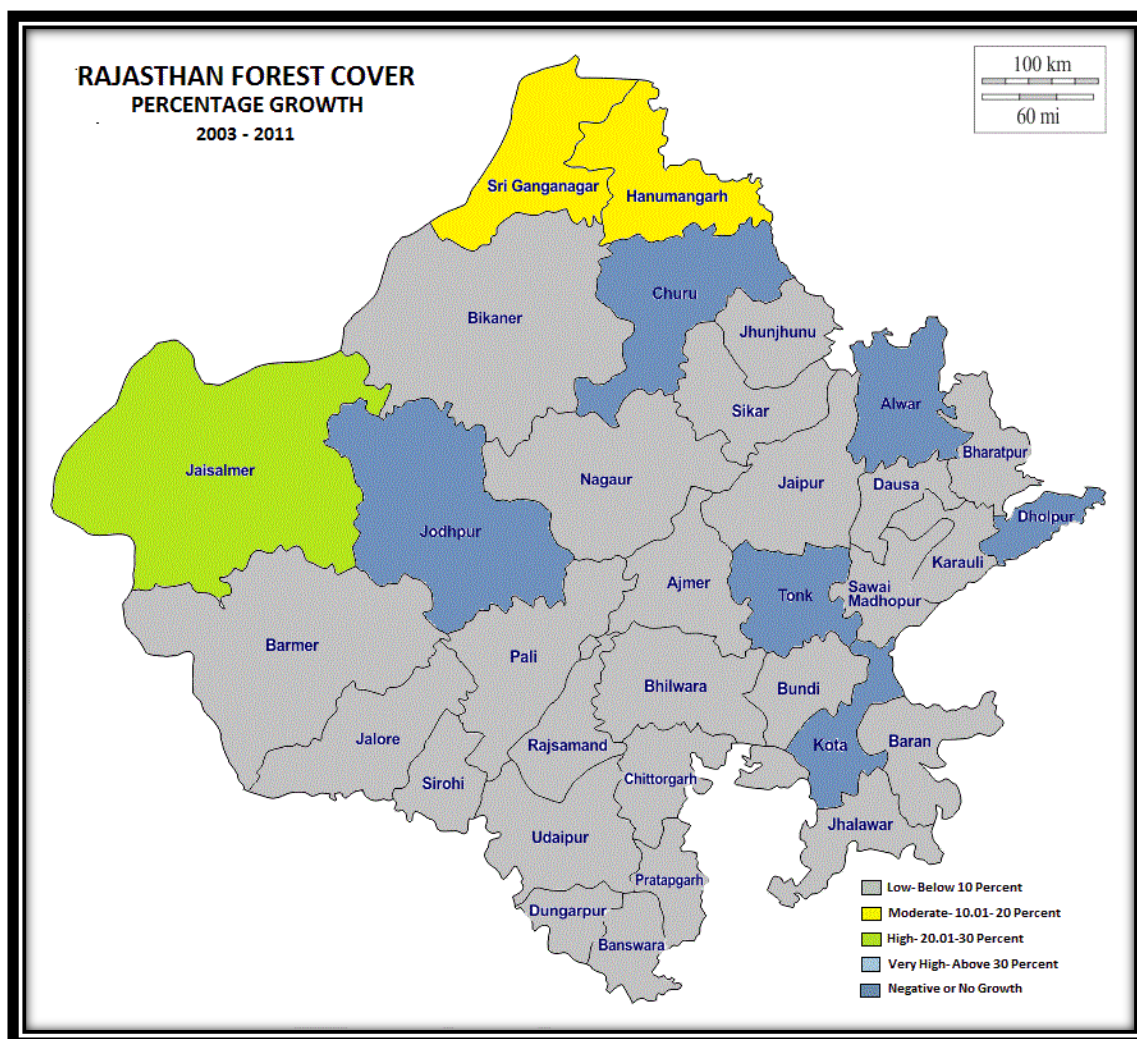 RAJASTHAN FOREST COVER
PERCENTAGE GROWTH
2003 - 2011
100 km
60 mi
Sri Ganganagar
Hanumangarh
Churu
Bikaner
Jhunjhunu
Sikar
Alwar
Bharatpur
Jaisalmer
Nagaur
Jaipur
Dausa
Dholpur
Jodhpur
Karauli
Ajmer
Tonk
Sawai
Madhopur
Barmer
Pali
Bhilwara
Bundi
Jalore
Rajsamand
Kota
Baran
Sirohi
Chittorgarh
Udaipur
Jhalawar
Pratapgarh
Dungarpur
Banswara
Low- Below 10 Percent
Moderate- 10.01- 20 Percent
High- 20.01-30 Percent
Very High- Above 30 Percent
Negative or No Growth